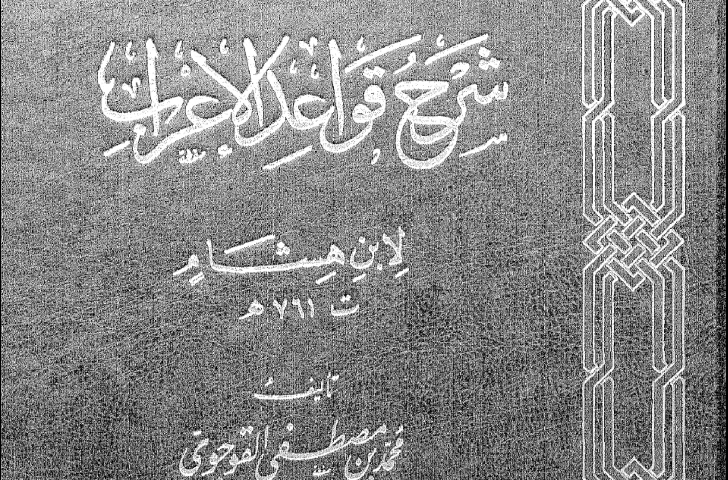 شرح قواعد الإعراب
لابن هشام
ت ٧٦١ هـ
تأليف
محمد بن مصطفى القوجوي